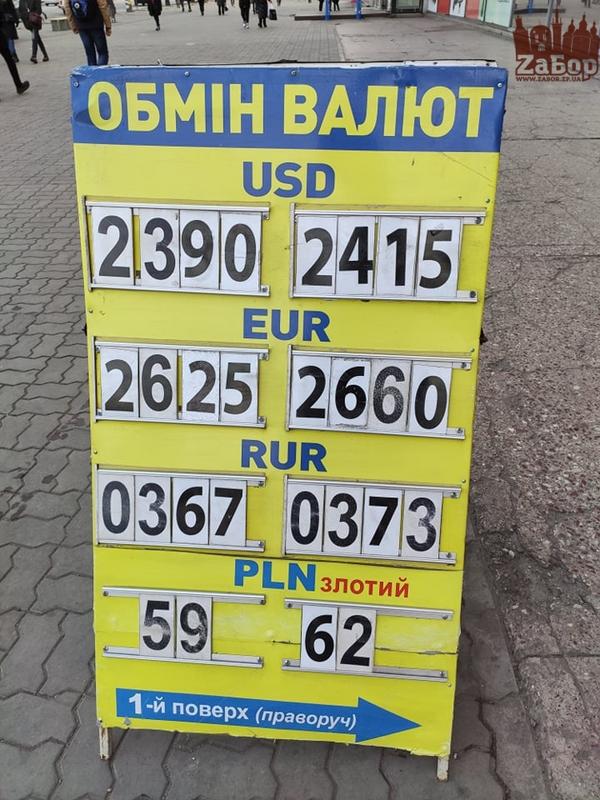 ZaБор
WWW.ZABOR.ZP.UA
ОБМІН ВАЛЮТ
USD
2390 2415
EUR
2625 2660
RUR
0367 0373
PLN злотий
59 62
1-й поверх (праворуч)